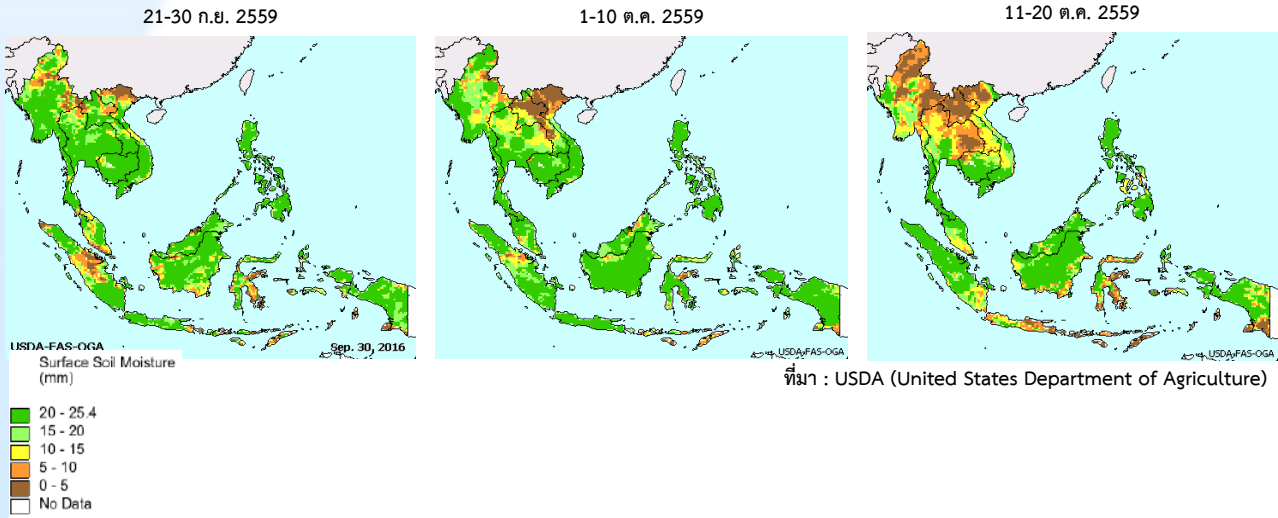 21-30 ก.ย. 2559
1-10 ต.ค. 2559
11-20 ต.ค. 2559
USDA-FAS-OGA
Sep. 30, 2016
USDA-FAS-OGA
USDA-FAS-OGA
ที่มา : USDA (United States Department of Agriculture)
Surface Soil Moisture
(mm)
20 - 25.4
15 - 20
10 - 15
5 - 10
0 - 5
No Data